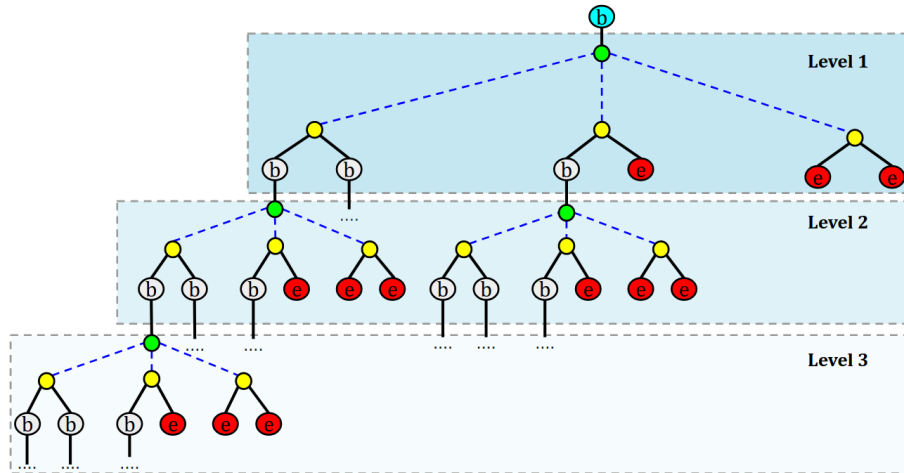 b
Level 1
b b b e e e
....
Level 2
b b b e e e b b b e e e
.... .... .... .... ....
Level 3
b b b e e e
.... .... ....